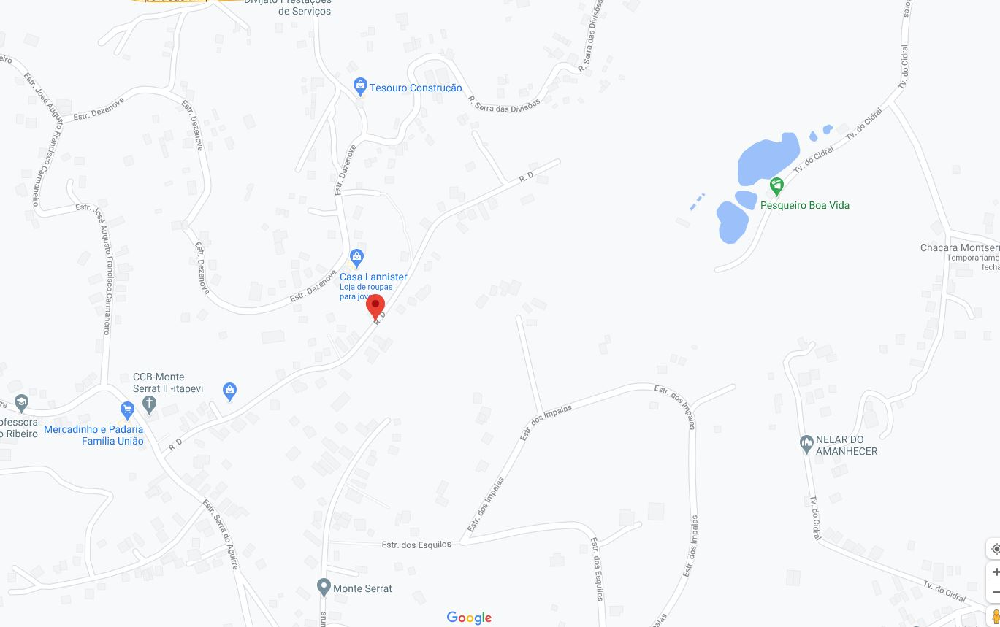 Divijato Prestações
de Serviços
R. Serra das Divisões
Tv. do Cidral
Estr. José Augusto Francisco Carmaneiro
Tesouro Construção
Estr. Dezenove
Estr. Dezenove
R. Serra das Divisões
Tv. do Cidral
Tv. do Cidral
Estr. Dezenove
R. D
Pesqueiro Boa Vida
Estr. José Augusto Francisco Carmaneiro
Estr. Dezenove
Chacara Montserr
Temporariame
fecha
Casa Lannister
Loja de roupas
para jov
Estr. Dezenove
R. D
CCB-Monte
Serrat II -itapevi
Estr. dos Impalas
Estr. dos Impalas
ofessora
o Ribeiro
Mercadinho e Padaria
Família União
R. D
NELAR DO
AMANHECER
Estr. dos Impalas
Estr. Serra do Aguirre
Tv. do Cidral
Estr. dos Esquilos
Estr. dos Esquilos
Estr. dos Impalas
Monte Serrat
Tv. do Cidral
Google